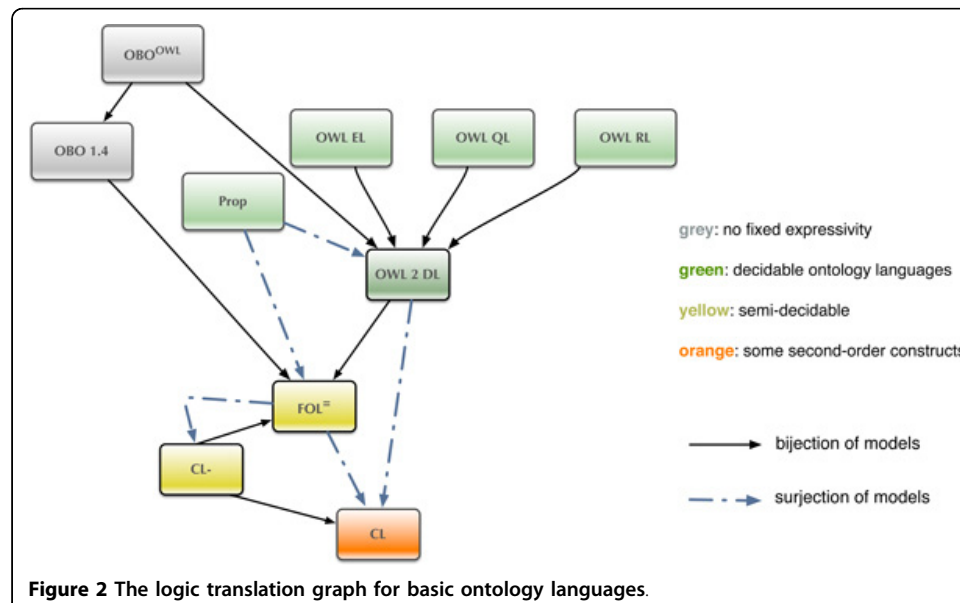 OBO^OWL
OBO 1.4
OWL EL
OWL QL
OWL RL
Prop
OWL 2 DL
FOL^=
CL-
CL
grey: no fixed expressivity
green: decidable ontology languages
yellow: semi-decidable
orange: some second-order constructs
bijection of models
surjection of models
Figure 2 The logic translation graph for basic ontology languages.